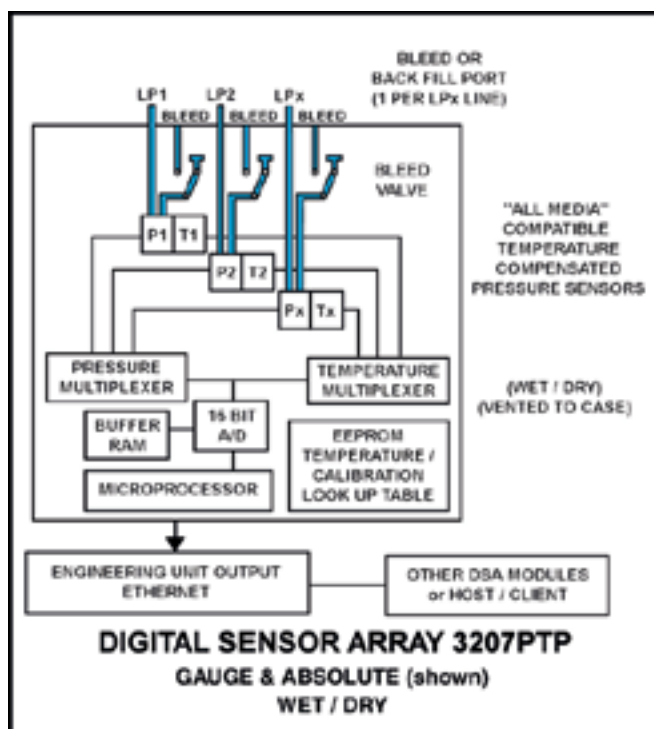 BLEED OR
BACK FILL PORT
(1 PER LPx LINE)
LP1 LP2 LPx
BLEED BLEED BLEED
BLEED
VALVE
"ALL MEDIA"
COMPATIBLE
TEMPERATURE
COMPENSATED
PRESSURE SENSORS
P1 T1
P2 T2
Px Tx
PRESSURE
MULTIPLEXER
TEMPERATURE
MULTIPLEXER
(WET / DRY)
(VENTED TO CASE)
16 BIT
A/D
BUFFER
RAM
EEPROM
TEMPERATURE /
CALIBRATION
LOOK UP TABLE
MICROPROCESSOR
ENGINEERING UNIT OUTPUT
ETHERNET
OTHER DSA MODULES
or HOST / CLIENT
DIGITAL SENSOR ARRAY 3207PTP
GAUGE & ABSOLUTE (shown)
WET / DRY